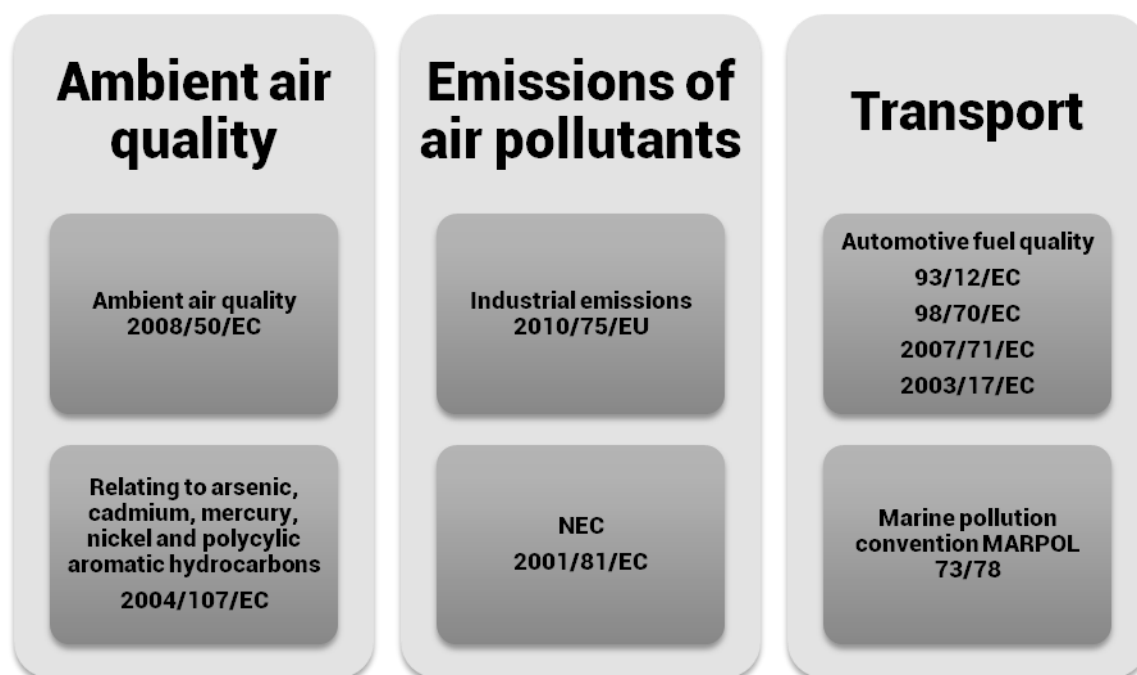 Ambient air
quality
Ambient air quality
2008/50/EC
Relating to arsenic,
cadmium, mercury,
nickel and polycylic
aromatic hydrocarbons
2004/107/EC
Emissions of
air pollutants
Industrial emissions
2010/75/EU
NEC
2001/81/EC
Transport
Automotive fuel quality
93/12/EC
98/70/EC
2007/71/EC
2003/17/EC
Marine pollution
convention MARPOL
73/78